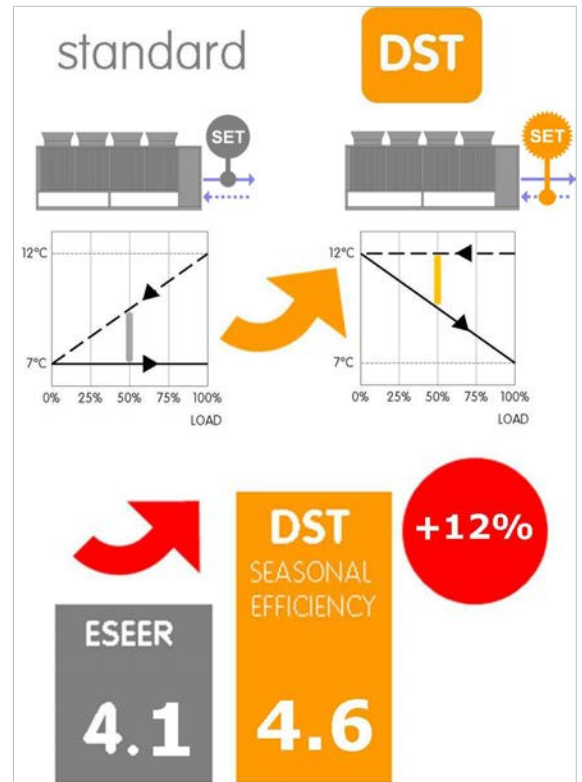 standard
DST
SET
SET
12°C
7°C
0% 25% 50% 75% 100%
LOAD
12°C
7°C
0% 25% 50% 75% 100%
LOAD
ESEER
4.1
DST
SEASONAL
EFFICIENCY
4.6
+12%